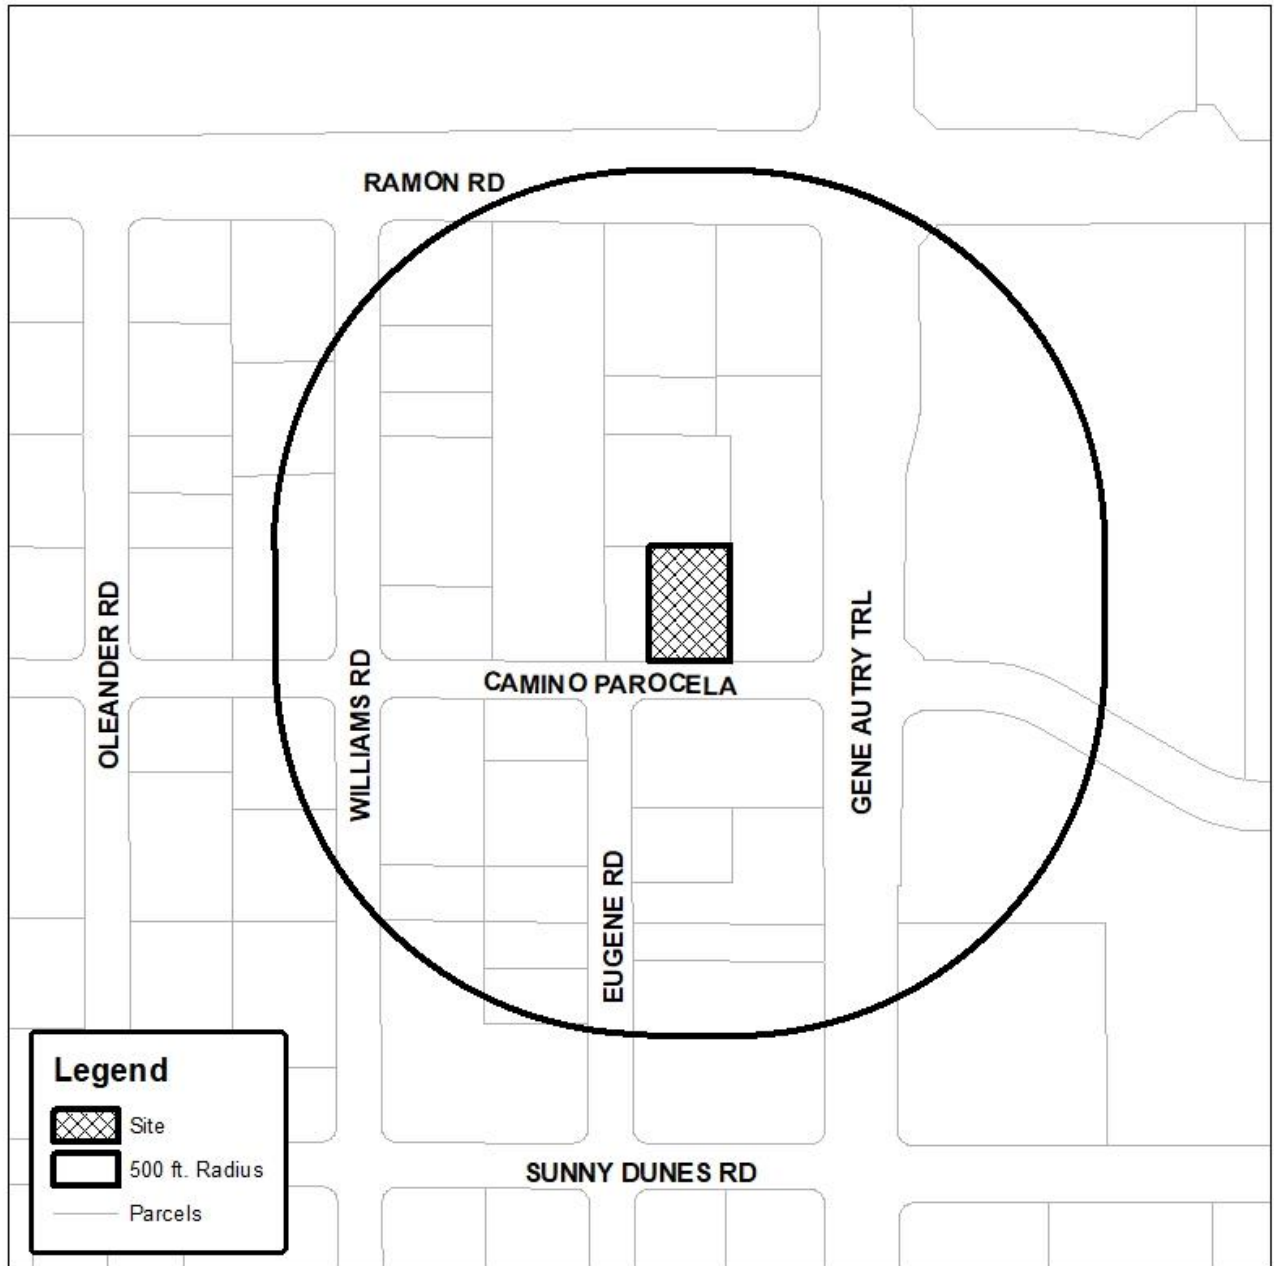 RAMON RD
OLEANDER RD
WILLIAMS RD
CAMINO PAROCELA
GENE AUTRY TRL
EUGENE RD
SUNNY DUNES RD
Legend
Site
500 ft. Radius
Parcels